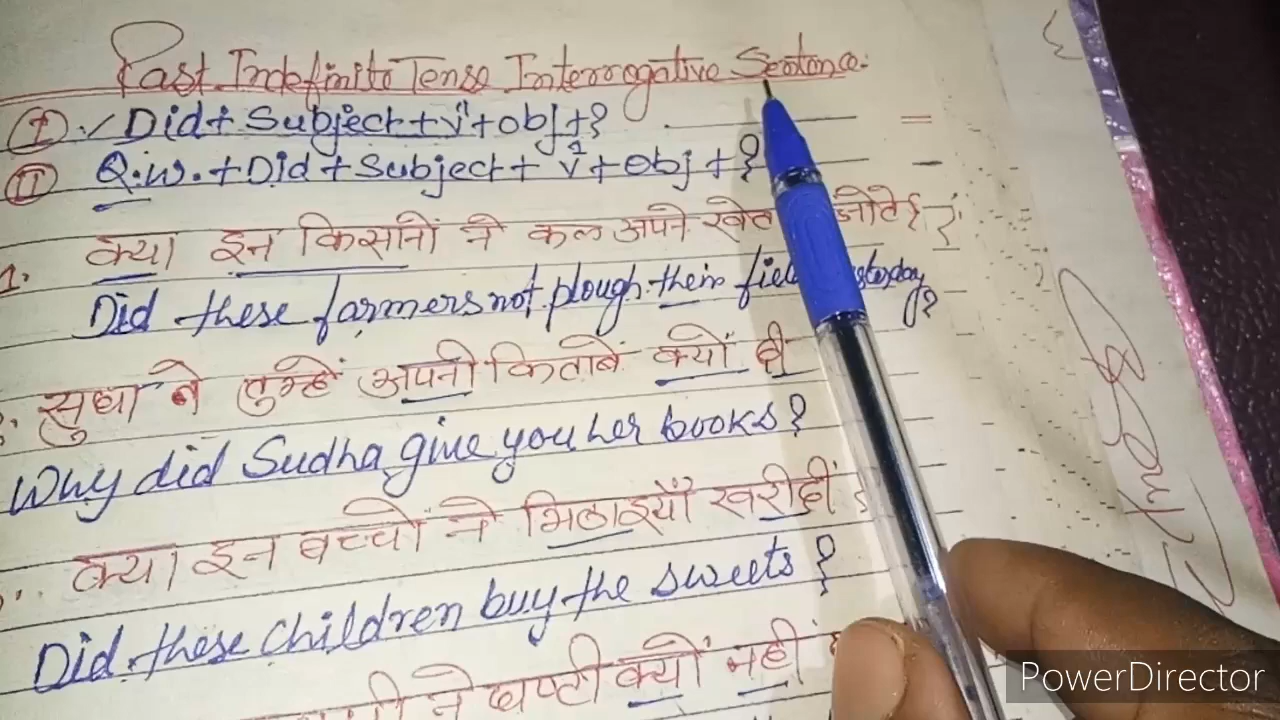 Past Indefinite Tense Interrogative Sentence.
I Did + Subject + v¹ + obj + ?
II Q.W. + Did + Subject + v¹ + obj + ?
1. क्या इन किसानों ने कल अपने खेत जोते ?
Did these farmers not plough their yesterday ?
सुधा ने तुम्हें अपनी किताबें क्यों दी
Why did Sudha give you her books ?
क्या इन बच्चों ने मिठाइयाँ खरीदीं ?
Did these children buy the sweets ?
ने घण्टी क्यों नहीं
PowerDirector